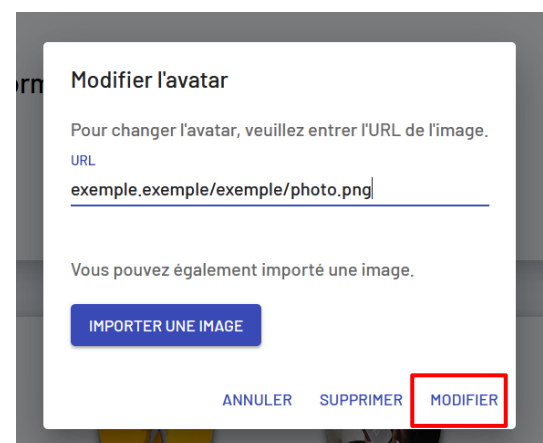 Modifier l'avatar
Pour changer l'avatar, veuillez entrer l'URL de l'image.
URL
exemple.exemple/exemple/photo.png
Vous pouvez également importé une image.
IMPORTER UNE IMAGE
ANNULER SUPPRIMER MODIFIER